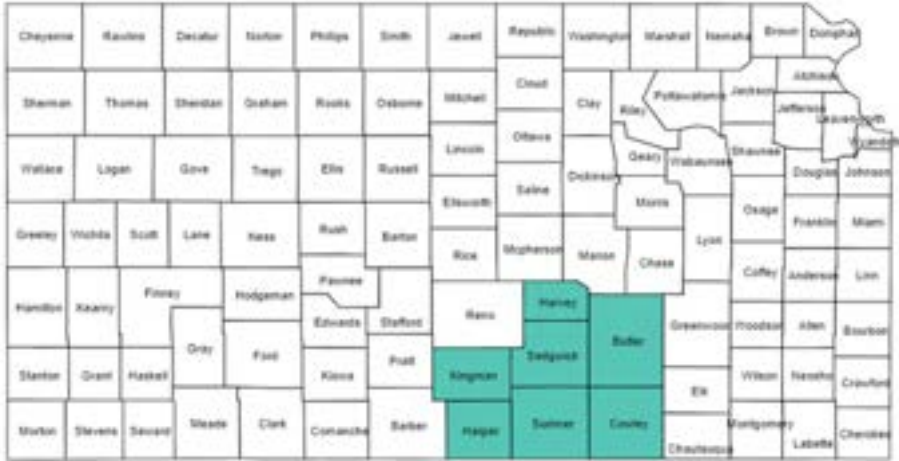 Cheyenne Rawlins Decatur Norton Phillips Smith Jewell Republic Washington Marshall Nemaha Brown Doniphan
Sherman Thomas Sheridan Graham Rooks Osborne Mitchell Cloud Clay Riley Pottawatomie Jackson Atchison
Jefferson Leavenworth Wyandotte
Wallace Logan Gove Trego Ellis Russell Lincoln Ottawa Dickinson Geary Wabaunsee Shawnee Douglas Johnson
Greeley Wichita Scott Lane Ness Rush Barton Ellsworth Saline Morris Osage Franklin Miami
Rice Mcpherson Marion Chase Lyon
Hamilton Kearny Finney Hodgeman Pawnee Reno Harvey Coffey Anderson Linn
Gray Ford Edwards Stafford Sedgwick Butler Greenwood Woodson Allen Bourbon
Stanton Grant Haskell Kiowa Pratt Kingman Elk Wilson Neosho Crawford
Morton Stevens Seward Meade Clark Comanche Barber Harper Sumner Cowley Chautauqua Montgomery Labette Cherokee